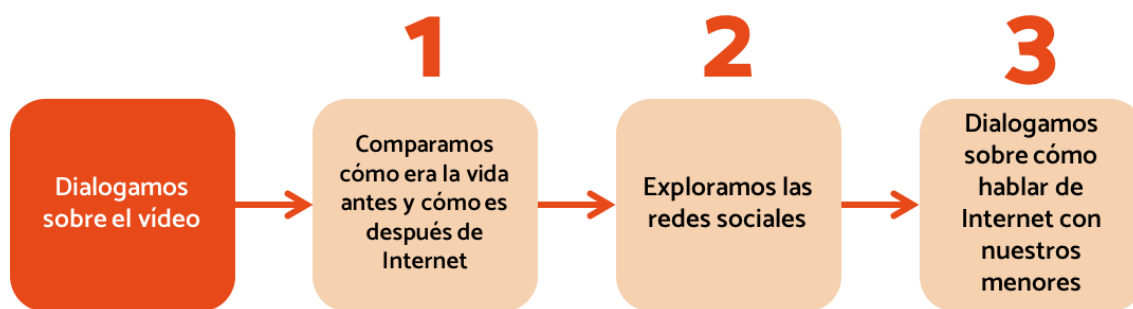 Dialogamos
sobre el vídeo
1
Comparamos
cómo era la vida
antes y cómo es
después de
Internet
2
Exploramos las
redes sociales
3
Dialogamos
sobre cómo
hablar de
Internet con
nuestros
menores